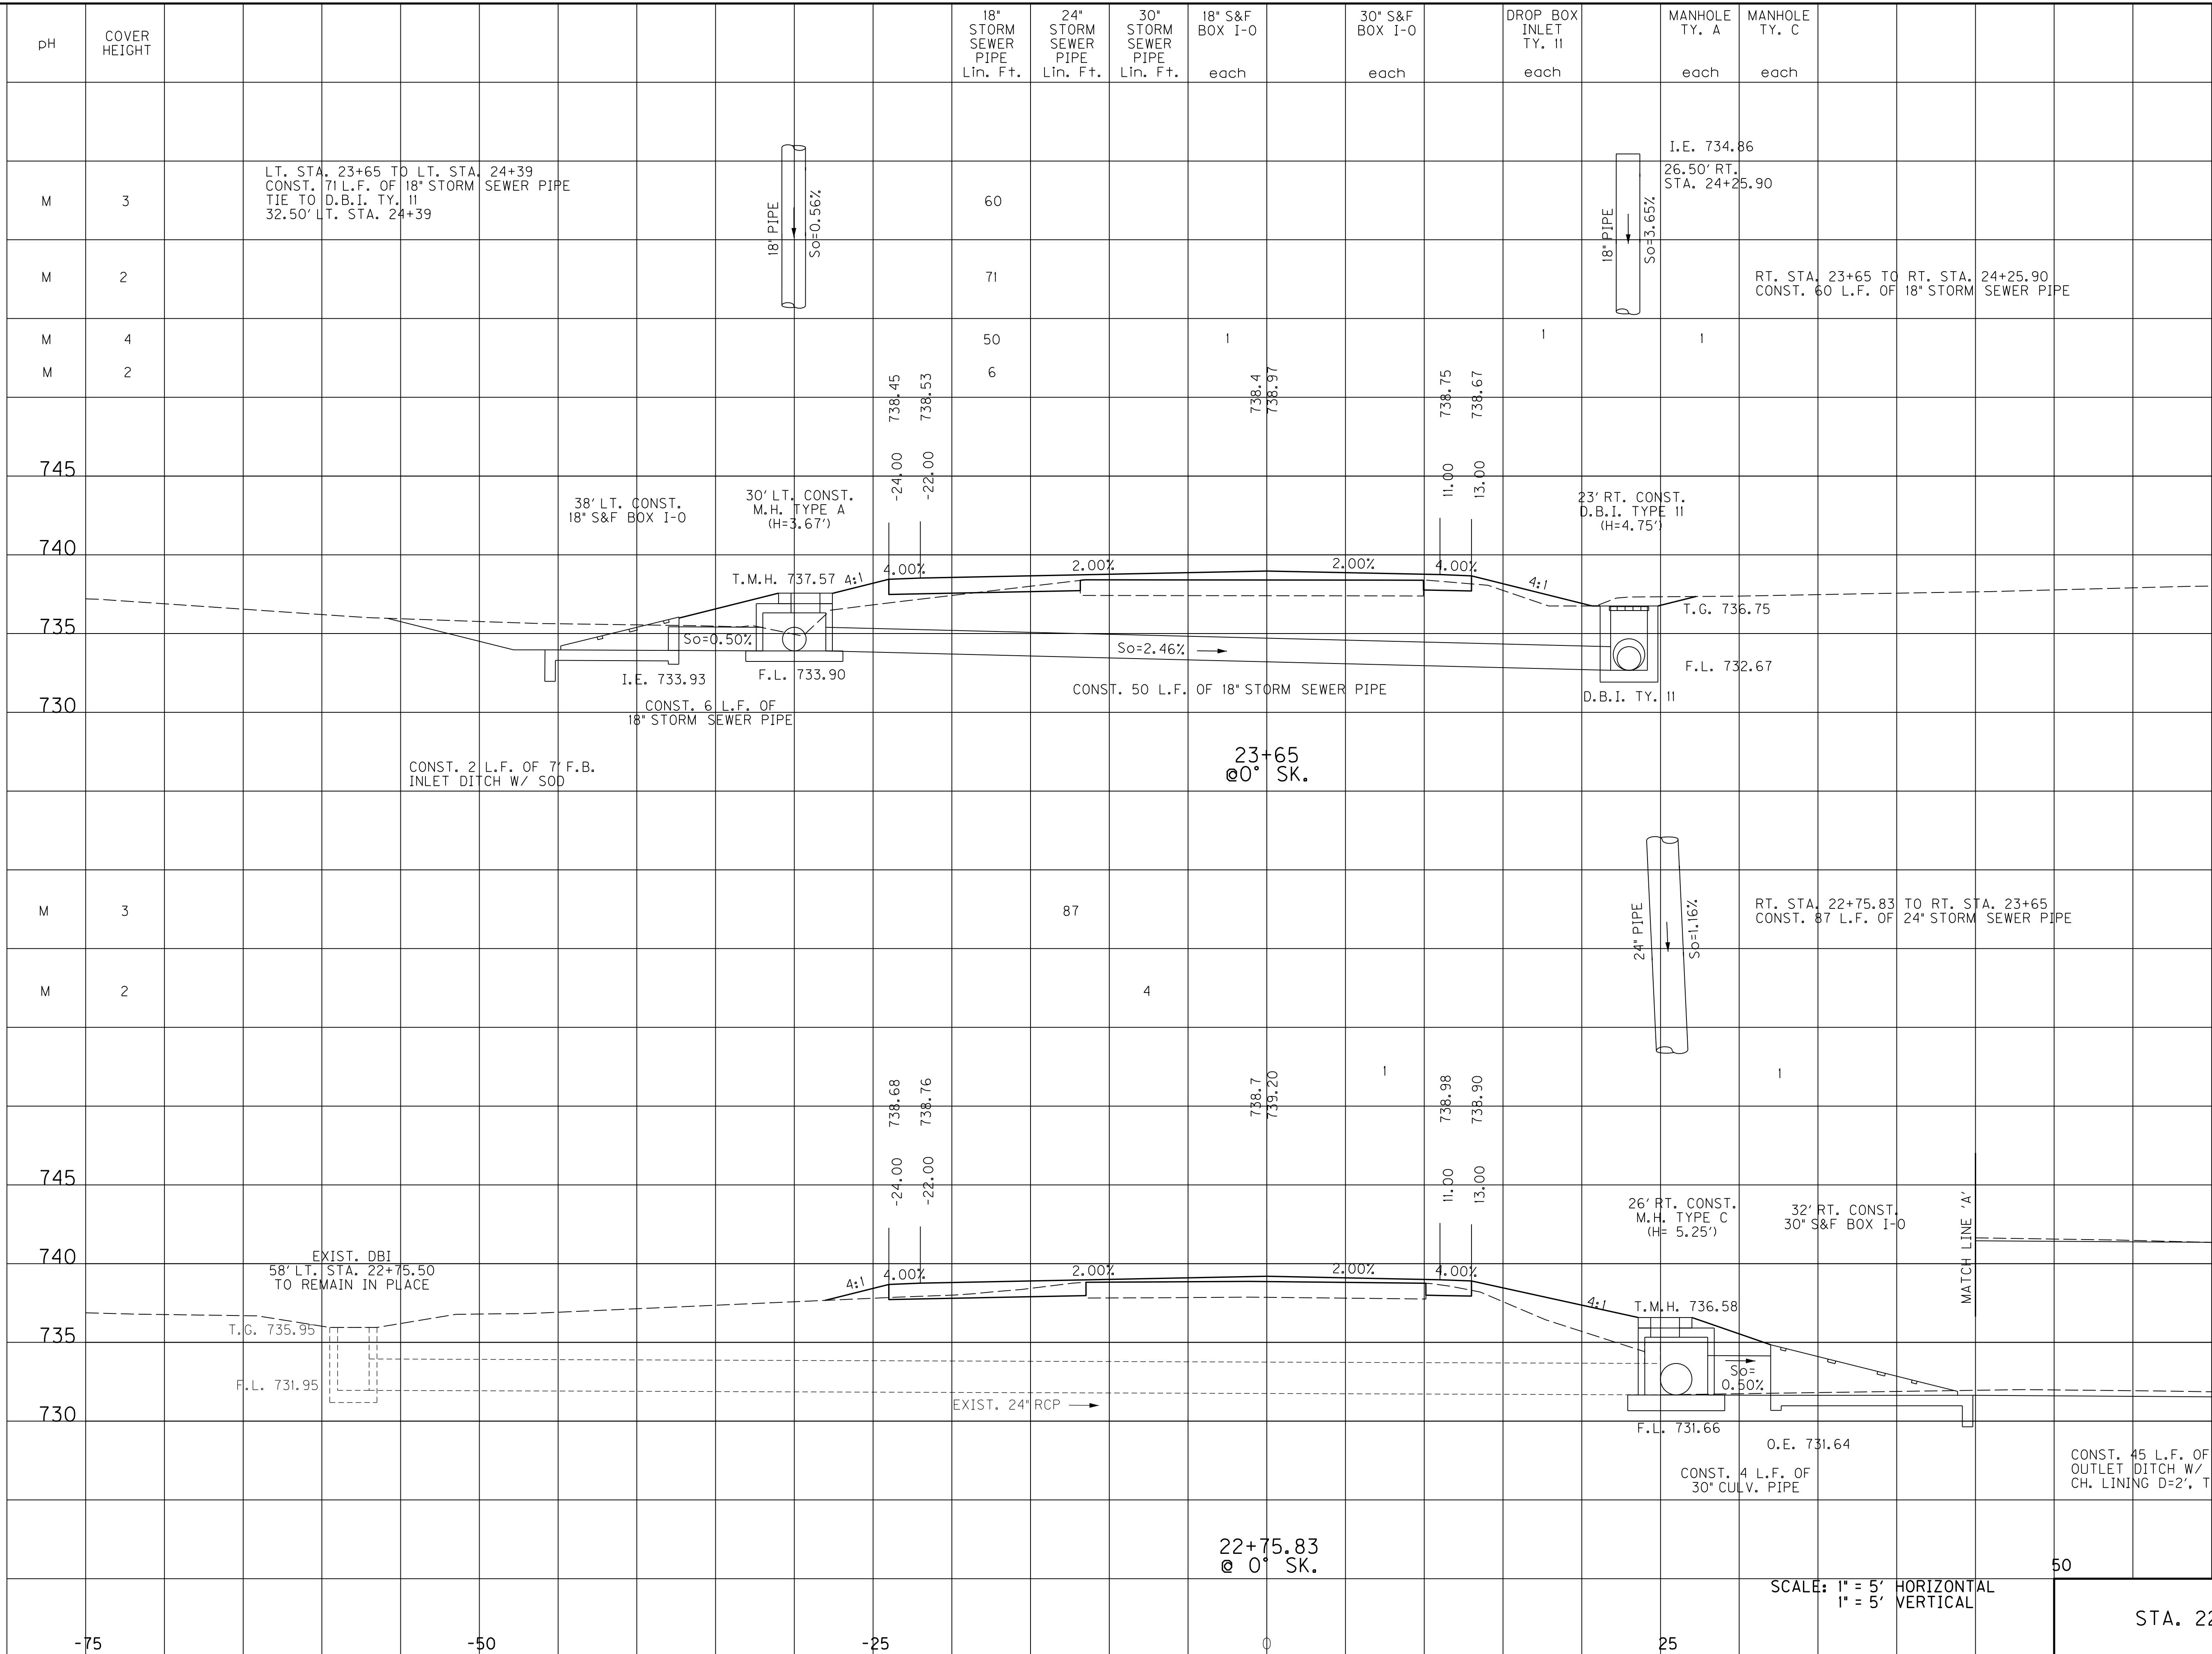 pH
COVER
HEIGHT
18"
STORM
SEWER
PIPE
Lin. Ft.
24"
STORM
SEWER
PIPE
Lin. Ft.
30"
STORM
SEWER
PIPE
Lin. Ft.
18" S&F
BOX I-O
each
30" S&F
BOX I-O
each
DROP BOX
INLET
TY. 11
each
MANHOLE
TY. A
each
MANHOLE
TY. C
each
M 3
LT. STA. 23+65 TO LT. STA. 24+39
CONST. 71 L.F. OF 18" STORM SEWER PIPE
TIE TO D.B.I. TY. 11
32.50' LT. STA. 24+39
18" PIPE
So=0.56%
60
18" PIPE
So=3.65%
I.E. 734.86
26.50' RT.
STA. 24+25.90
M 2
71
RT. STA. 23+65 TO RT. STA. 24+25.90
CONST. 60 L.F. OF 18" STORM SEWER PIPE
M 4 50 1 1 1
M 2 6
738.45
738.53
738.4
738.97
738.75
738.67
-24.00
-22.00
11.00
13.00
745
38' LT. CONST.
18" S&F BOX I-O
30' LT. CONST.
M.H. TYPE A
(H=3.67')
23' RT. CONST.
D.B.I. TYPE 11
(H=4.75')
740
T.M.H. 737.57
4:1
4.00%
2.00%
2.00%
4.00%
4:1
T.G. 736.75
735
So=0.50%
So=2.46%
I.E. 733.93
F.L. 733.90
F.L. 732.67
CONST. 50 L.F. OF 18" STORM SEWER PIPE
D.B.I. TY. 11
730
CONST. 6 L.F. OF
18" STORM SEWER PIPE
CONST. 2 L.F. OF 7' F.B.
INLET DITCH W/ SOD
23+65
@0° SK.
M 3 87
24" PIPE
So=1.16%
RT. STA. 22+75.83 TO RT. STA. 23+65
CONST. 87 L.F. OF 24" STORM SEWER PIPE
M 2 4
1
1
738.68
738.76
738.7
739.20
738.98
738.90
-24.00
-22.00
11.00
13.00
745
26' RT. CONST.
M.H. TYPE C
(H= 5.25')
32' RT. CONST.
30" S&F BOX I-O
MATCH LINE 'A'
740
EXIST. DBI
58' LT. STA. 22+75.50
TO REMAIN IN PLACE
4:1
4.00%
2.00%
2.00%
4.00%
4:1
T.M.H. 736.58
T.G. 735.95
735
F.L. 731.95
So=
0.50%
EXIST. 24" RCP
730
F.L. 731.66
O.E. 731.64
CONST. 4 L.F. OF
30" CULV. PIPE
CONST. 45 L.F. OF
OUTLET DITCH W/
CH. LINING D=2', T
22+75.83
@ 0° SK.
50
SCALE: 1" = 5' HORIZONTAL
1" = 5' VERTICAL
STA. 22
-75 -50 -25 0 25